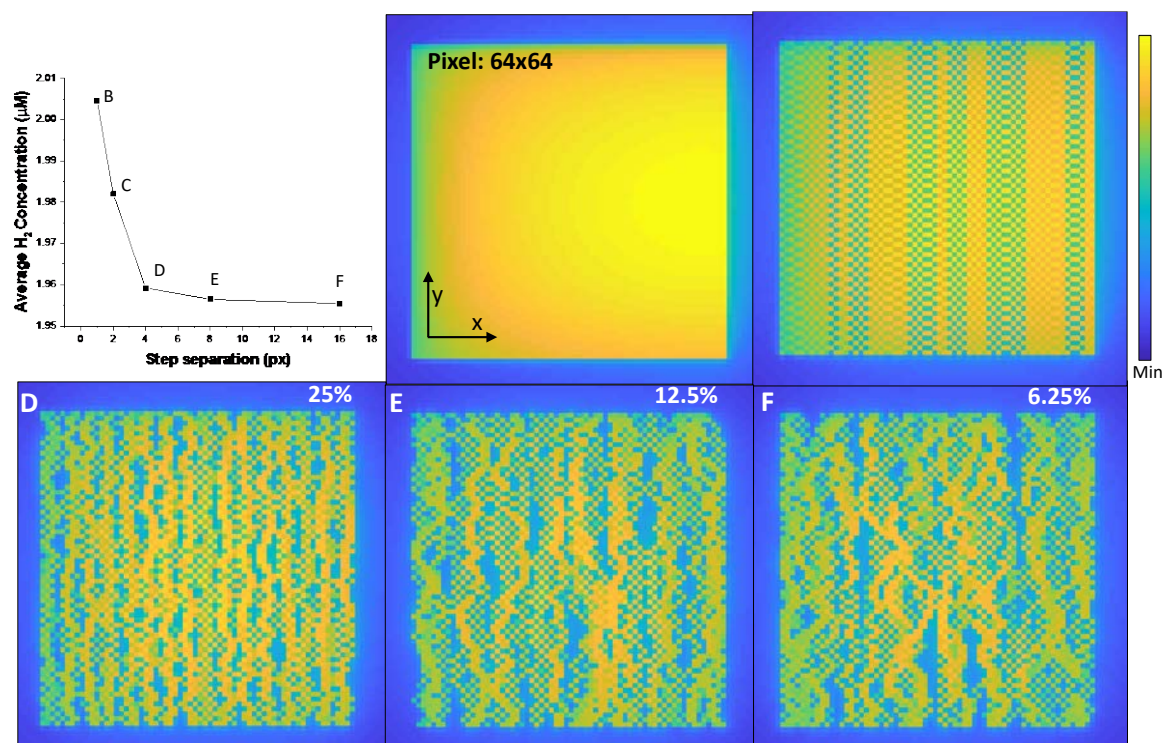 Average H₂ Concentration (μM)
2.01
2.00
1.99
1.98
1.97
1.96
1.95
0
2
4
6
8
10
12
14
16
18
Step separation (px)
B
C
D
E
F
Pixel: 64x64
y
x
Min
D
25%
E
12.5%
F
6.25%